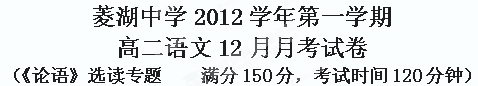 菱湖中学 2012 学年第一学期
高二语文 12 月月考试卷
（《论语》选读专题 满分 150 分，考试时间 120 分钟）